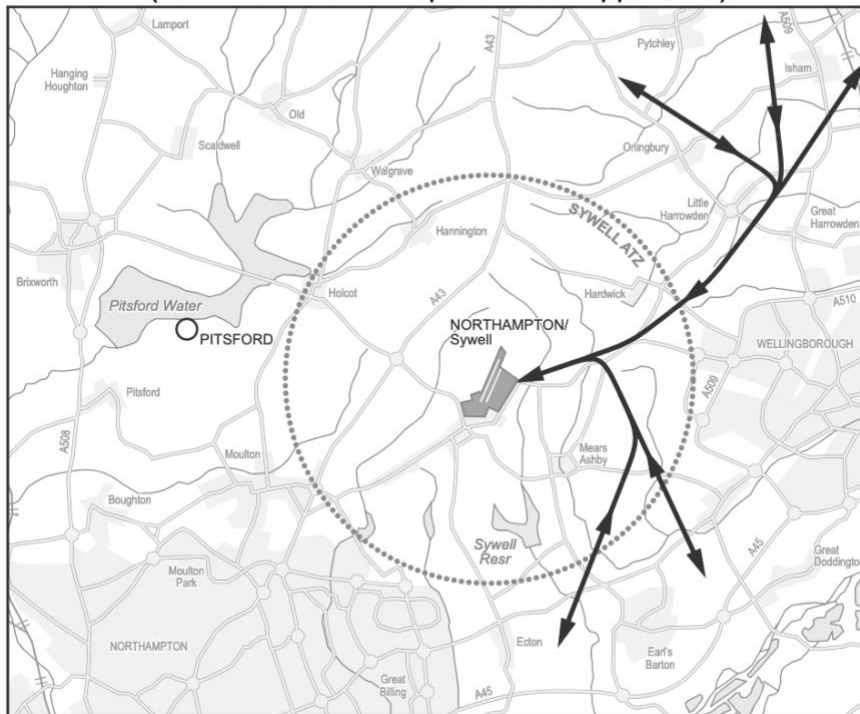 Lamport
A43
A509
Pytchley
Hanging
Houghton
Isham
Old
Scaldwell
Orlingbury
Walgrave
Little
Harrowden
SYWELL ATZ
Great
Harrowden
Hannington
Brixworth
Hardwick
Pitsford Water
Holcot
A43
A510
NORTHAMPTON/
Sywell
PITSFORD
WELLINGBOROUGH
A509
Pitsford
A508
Moulton
Mears
Ashby
Boughton
Sywell
Resr
A45
Great
Doddington
Moulton
Park
Ecton
NORTHAMPTON
Earl's
Barton
Great
Billing
A45